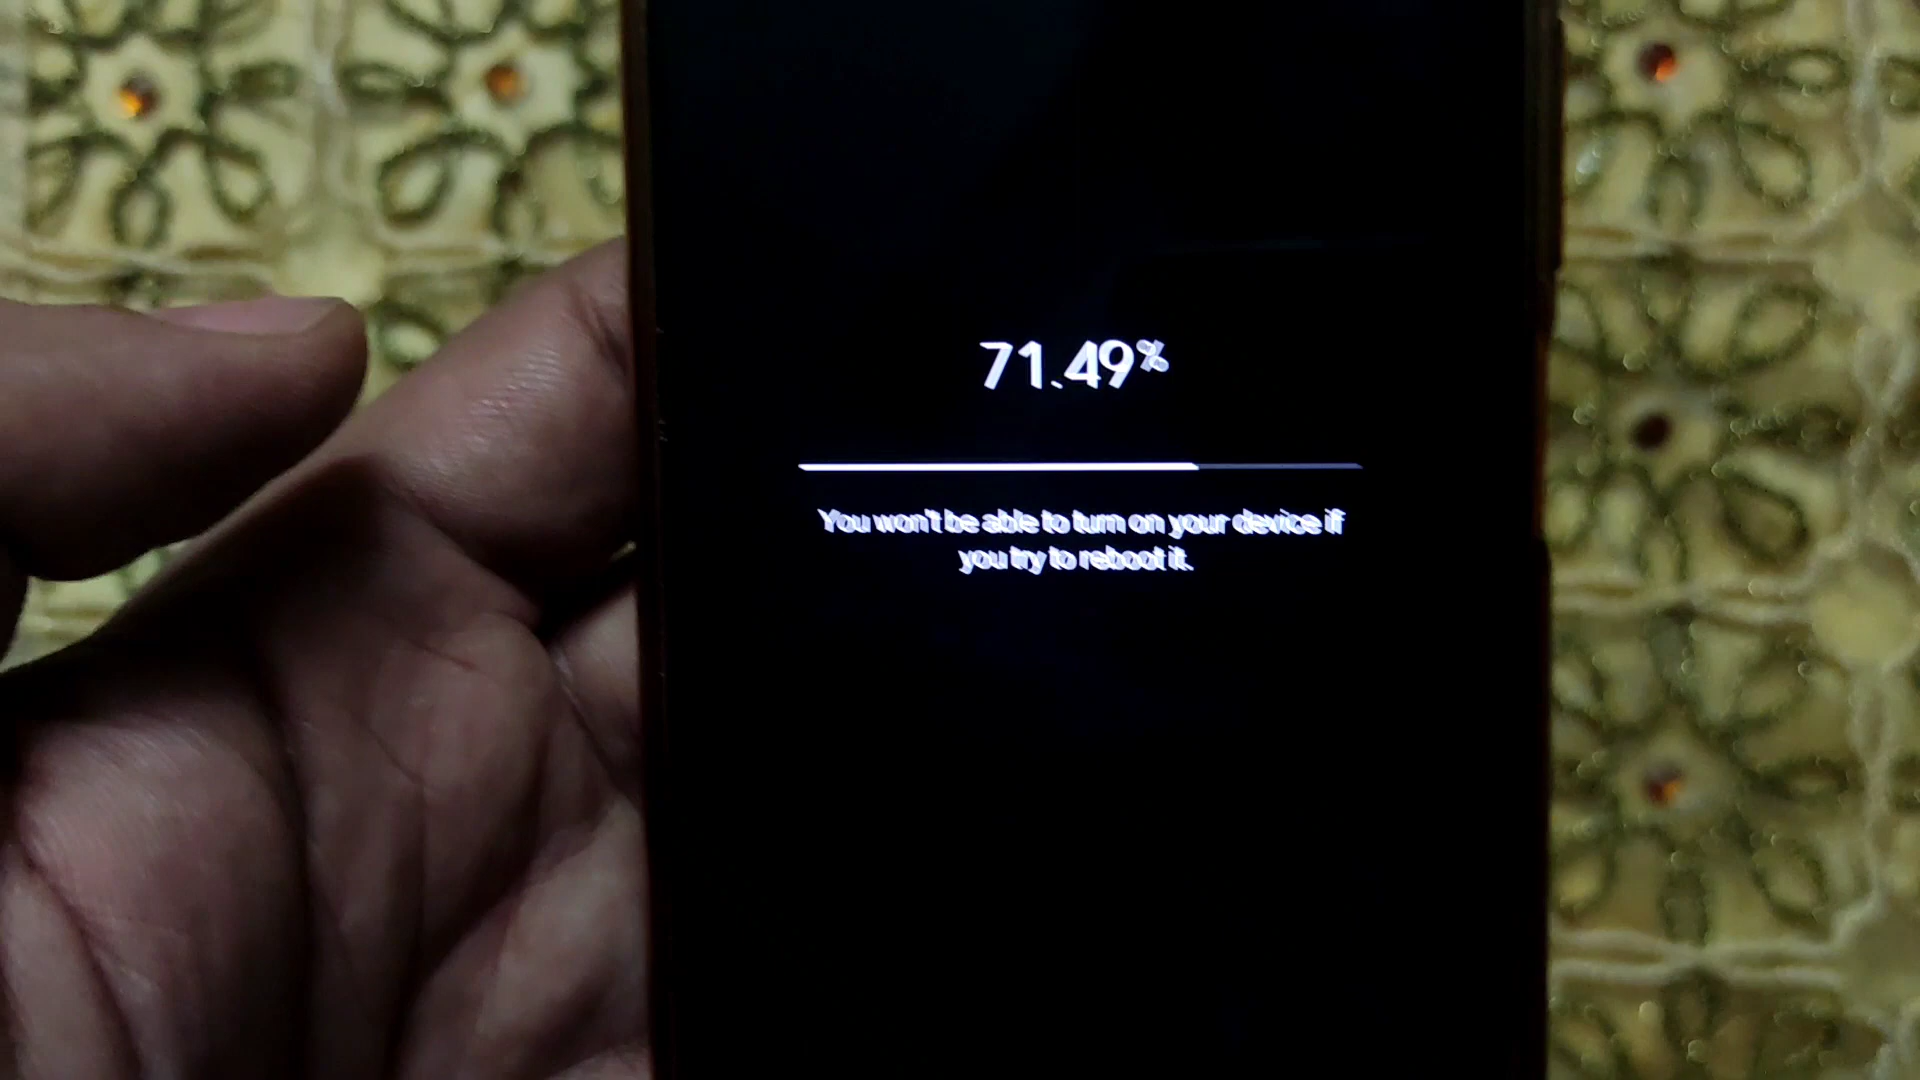 71.49%
You won't be able to turn on your device if
you try to reboot it.